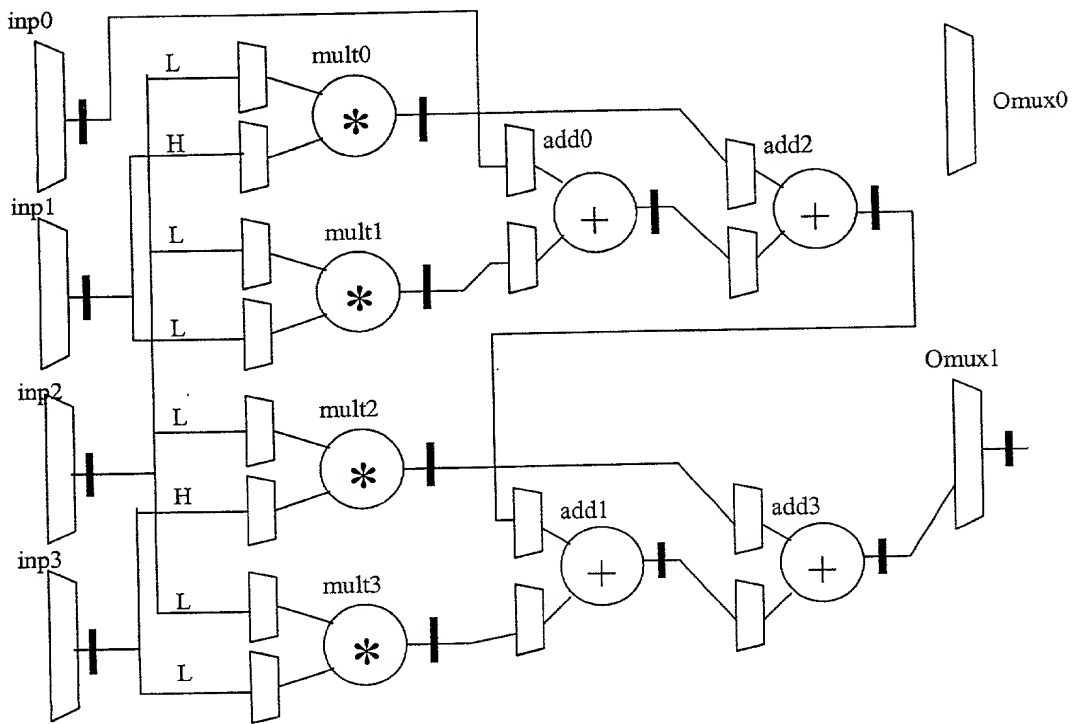 inp0
L
mult0
*
Omux0
H
add0
add2
+
+
inp1
L
mult1
*
L
Omux1
inp2
L
mult2
*
H
add1
add3
+
+
inp3
L
mult3
*
L